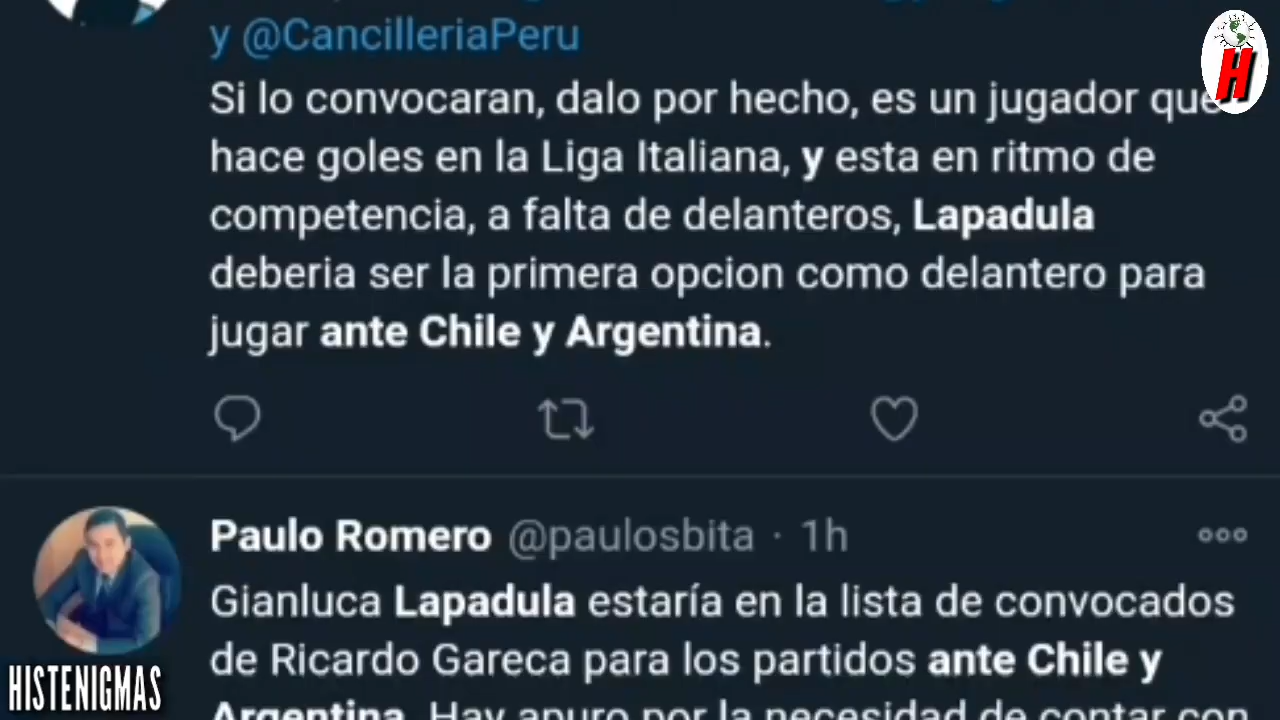 y @CancilleriaPeru
Si lo convocaran, dalo por hecho, es un jugador que
hace goles en la Liga Italiana, y esta en ritmo de
competencia, a falta de delanteros, Lapadula
deberia ser la primera opcion como delantero para
jugar ante Chile y Argentina.
Paulo Romero @paulosbita · 1h
Gianluca Lapadula estaría en la lista de convocados
de Ricardo Gareca para los partidos ante Chile y
Argentina. Hay apuro por la necesidad de contar con
H
HISTENIGMAS